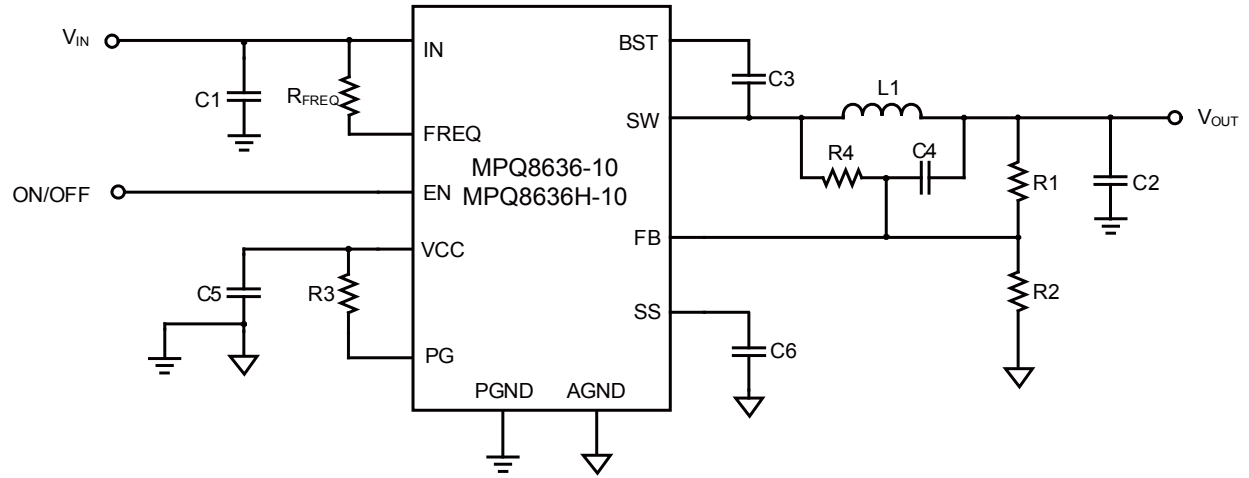 VIN
C1
RFREQ
IN
FREQ
ON/OFF
EN
MPQ8636-10
MPQ8636H-10
VCC
C5
R3
PG
PGND
AGND
BST
C3
SW
L1
VOUT
R4
C4
R1
C2
FB
R2
SS
C6